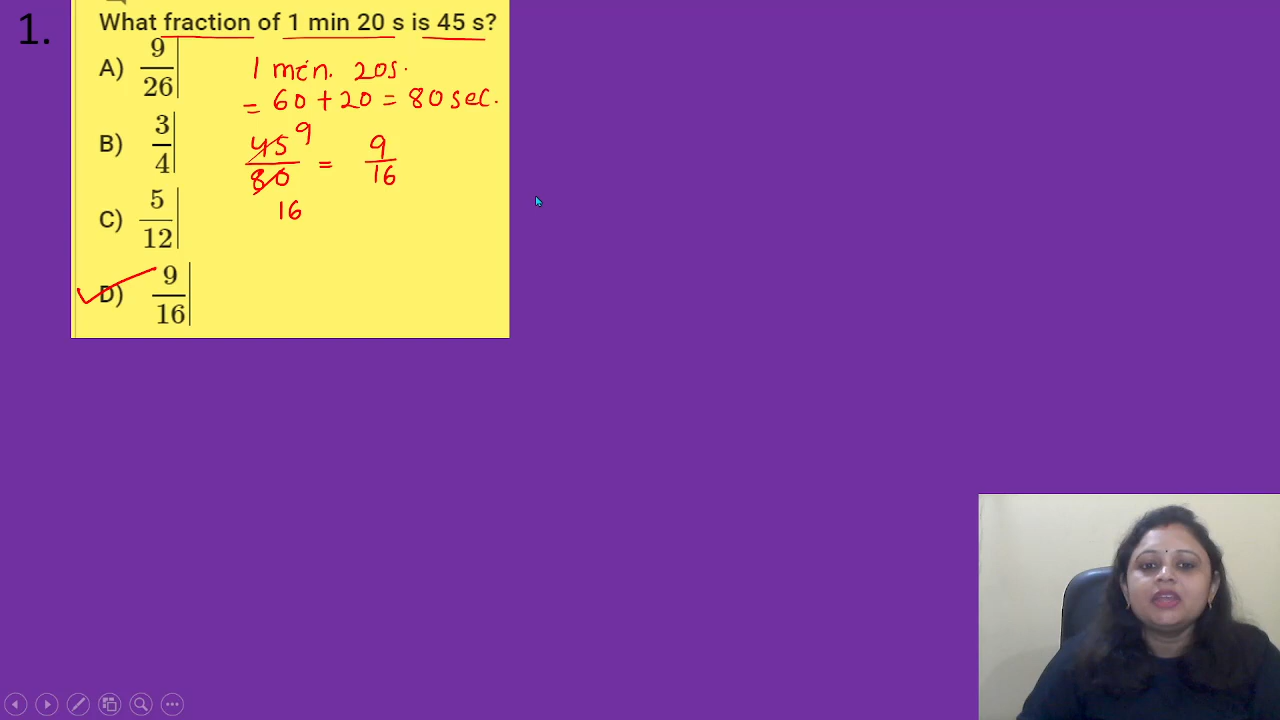 1.
What fraction of 1 min 20 s is 45 s?
A) 9/26
B) 3/4
C) 5/12
D) 9/16
1 min. 20s.
= 60 + 20 = 80 sec.
45/80 = 9/16
9
16